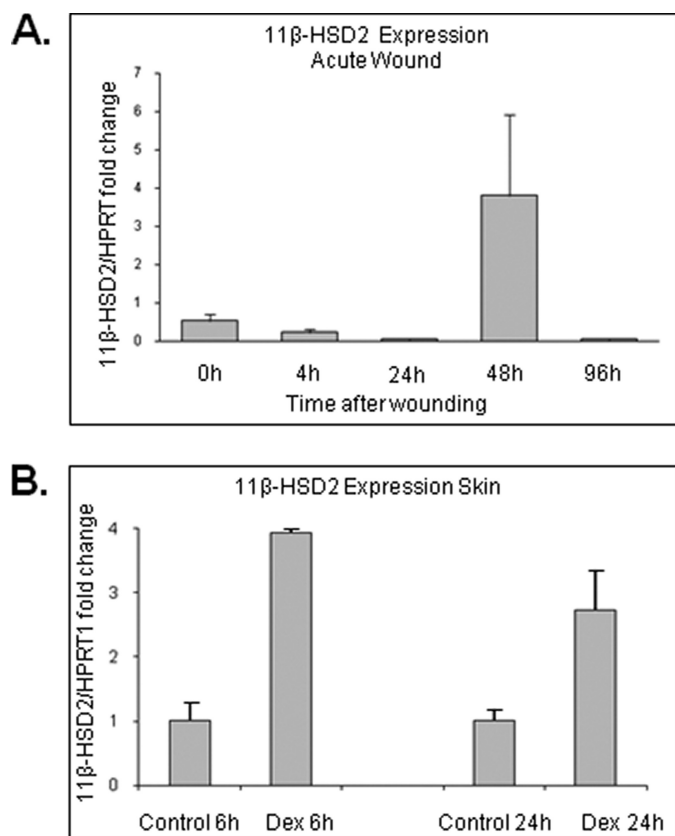 A.
11β-HSD2 Expression
Acute Wound
11β-HSD2/HPRT fold change
7
6
5
4
3
2
1
0
0h 4h 24h 48h 96h
Time after wounding
B.
11β-HSD2 Expression Skin
11β-HSD2/HPRT1 fold change
4
3
2
1
0
Control 6h Dex 6h Control 24h Dex 24h